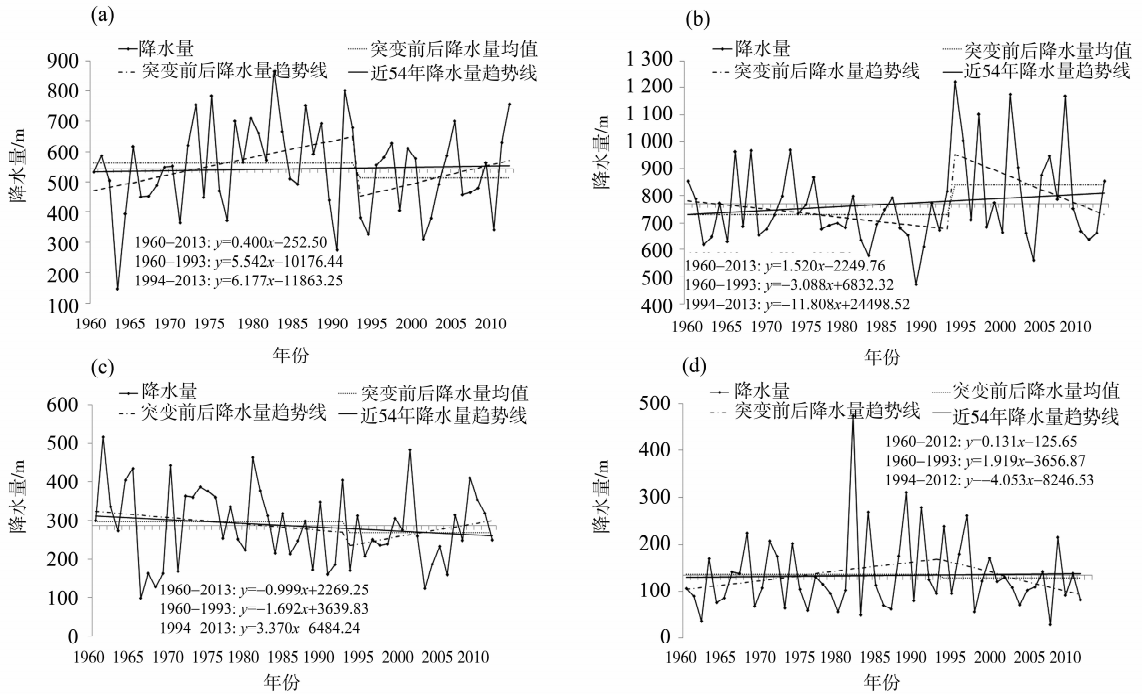 (a)
降水量
突变前后降水量均值
突变前后降水量趋势线
近54年降水量趋势线
900
800
700
600
500
400
300
200
100
降水量/m
1960–2013: y=0.400x–252.50
1960–1993: y=5.542x–10176.44
1994–2013: y=6.177x–11863.25
1960 1965 1970 1975 1980 1985 1990 1995 2000 2005 2010
年份
(b)
降水量
突变前后降水量均值
突变前后降水量趋势线
近54年降水量趋势线
1 300
1 200
1 100
1 000
900
800
700
600
500
400
降水量/m
1960–2013: y=1.520x–2249.76
1960–1993: y=–3.088x+6832.32
1994–2013: y=–11.808x+24498.52
1960 1965 1970 1975 1980 1985 1990 1995 2000 2005 2010
年份
(c)
降水量
突变前后降水量均值
突变前后降水量趋势线
近54年降水量趋势线
600
500
400
300
200
100
0
降水量/m
1960–2013: y=–0.999x+2269.25
1960–1993: y=–1.692x+3639.83
1994 2013: y=3.370x 6484.24
1960 1965 1970 1975 1980 1985 1990 1995 2000 2005 2010
年份
(d)
降水量
突变前后降水量均值
突变前后降水量趋势线
近54年降水量趋势线
500
400
300
200
100
0
降水量/m
1960–2012: y=0.131x–125.65
1960–1993: y=1.919x–3656.87
1994–2012: y=–4.053x–8246.53
1960 1965 1970 1975 1980 1985 1990 1995 2000 2005 2010
年份